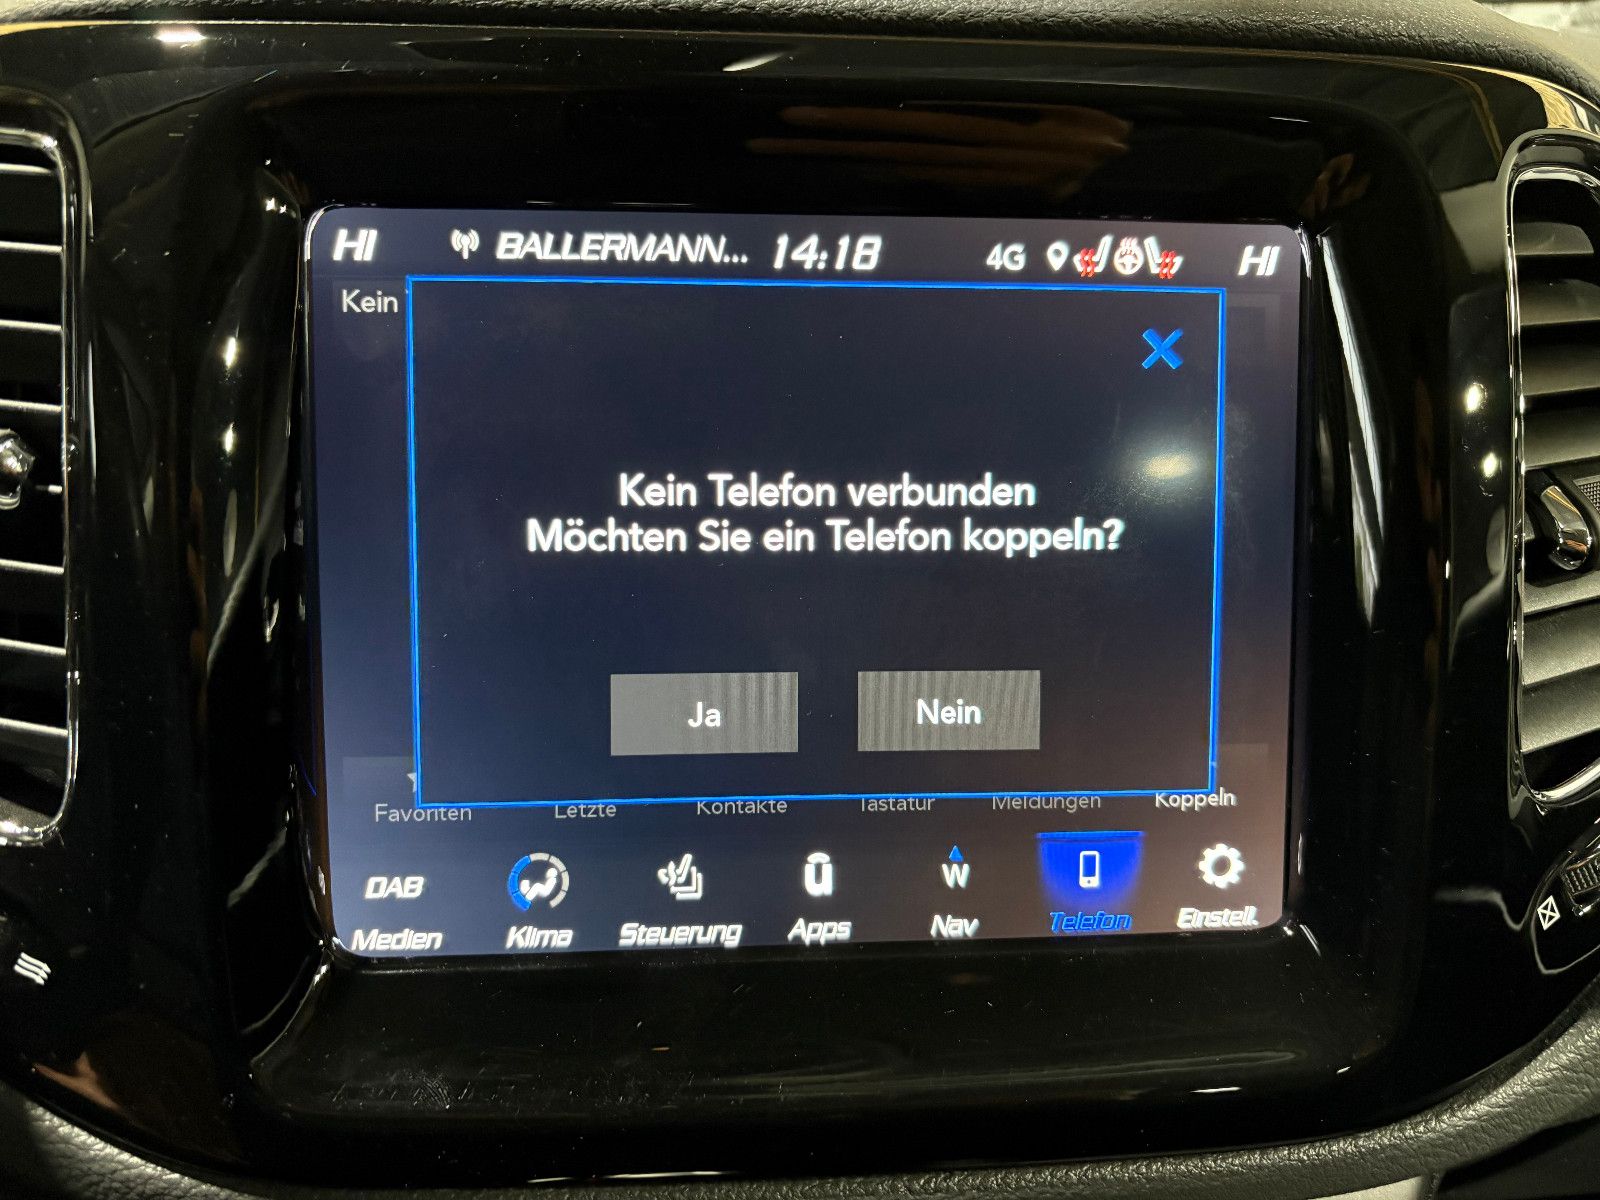 HI BALLERMANN... 14:18 4G HI
Kein
Kein Telefon verbunden
Möchten Sie ein Telefon koppeln?
Ja Nein
Favoriten Letzte Kontakte Tastatur Meldungen Koppeln
DAB W
Medien Klima Steuerung Apps Nav Telefon Einstell.